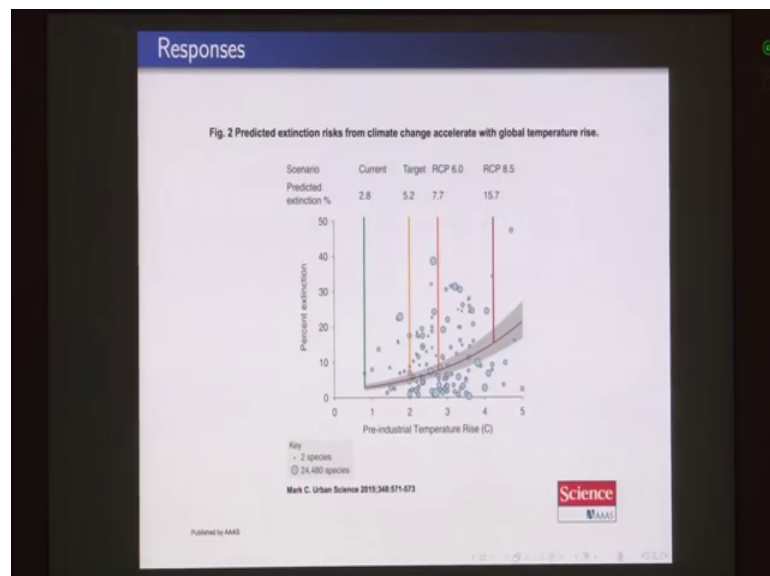 Responses
Fig. 2 Predicted extinction risks from climate change accelerate with global temperature rise.
Scenario Current Target RCP 6.0 RCP 8.5
Predicted
extinction % 2.8 5.2 7.7 15.7
50
40
30
20
10
0
Percent extinction
0 1 2 3 4 5
Pre-industrial Temperature Rise (C)
Key
2 species
24,480 species
Mark C. Urban Science 2015;348:571-573
Science
AAAS
Published by AAAS